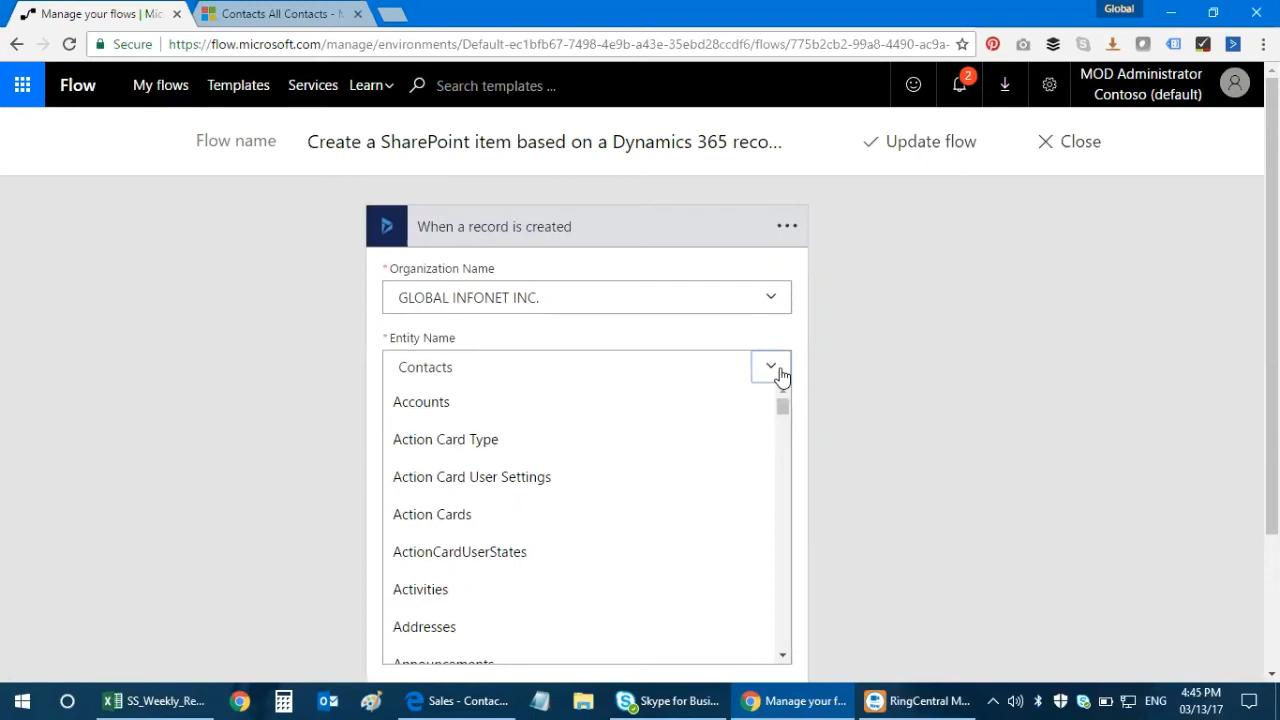 Manage your flows | Mic
Contacts All Contacts - M
Global
Secure
https://flow.microsoft.com/manage/environments/Default-ec1bfb67-7498-4e9b-a43e-35ebd28ccdf6/flows/775b2cb2-99a8-4490-ac9a-
Flow
My flows
Templates
Services
Learn
Search templates ...
2
MOD Administrator
Contoso (default)
Flow name
Create a SharePoint item based on a Dynamics 365 reco...
Update flow
Close
When a record is created
* Organization Name
GLOBAL INFONET INC.
* Entity Name
Contacts
Accounts
Action Card Type
Action Card User Settings
Action Cards
ActionCardUserStates
Activities
Addresses
Announcements
SS_Weekly_Re...
Sales - Contac...
Skype for Busi...
Manage your f...
RingCentral M...
ENG
4:45 PM
03/13/17